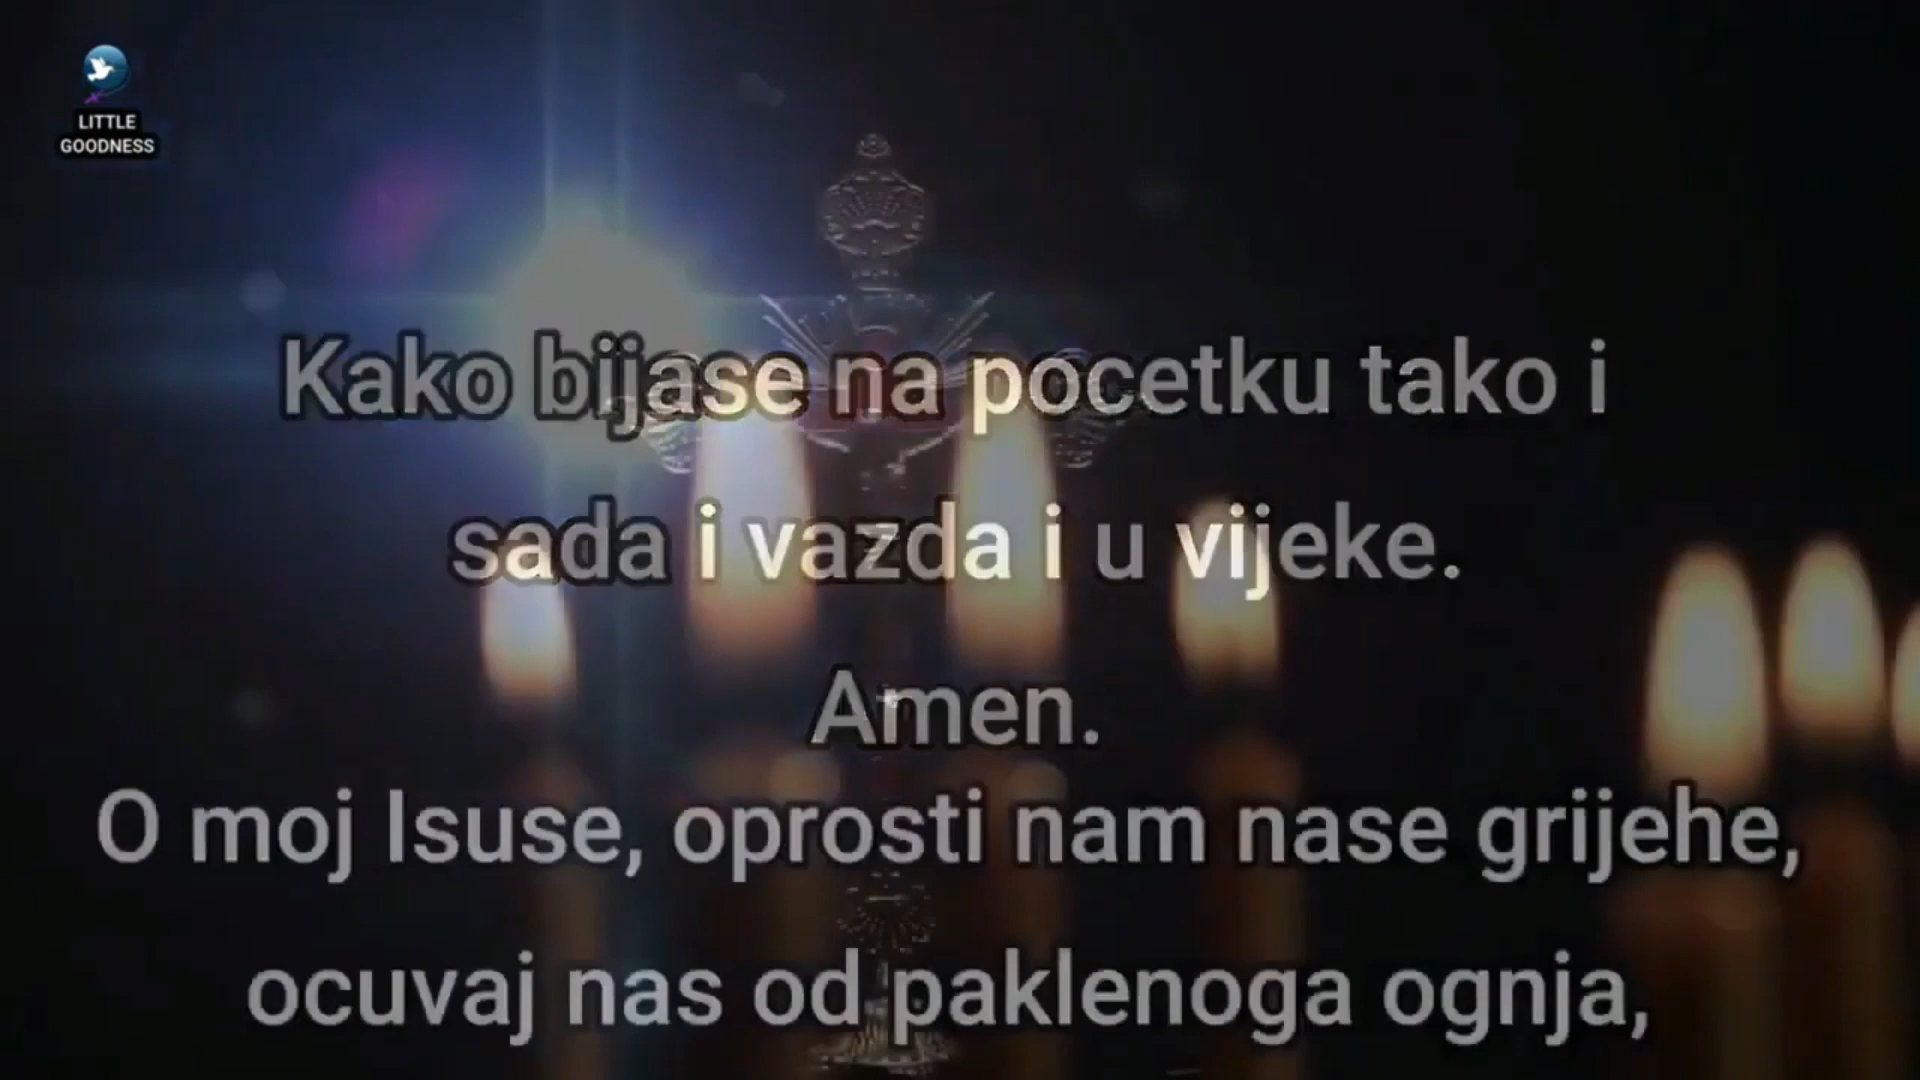 LITTLE
GOODNESS
Kako bijase na pocetku tako i
sada i vazda i u vijeke.
Amen.
O moj Isuse, oprosti nam nase grijehe,
ocuvaj nas od paklenoga ognja,